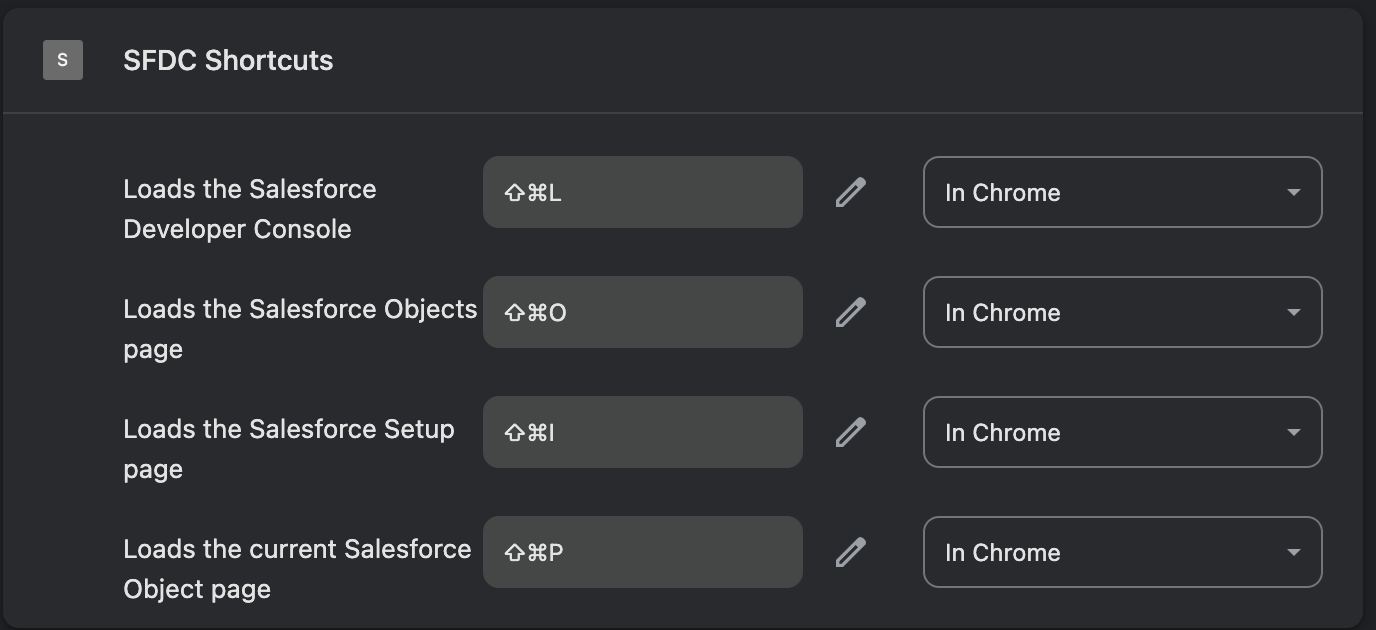 S
SFDC Shortcuts
Loads the Salesforce
Developer Console
⇧⌘L
In Chrome
Loads the Salesforce Objects
page
⇧⌘O
In Chrome
Loads the Salesforce Setup
page
⇧⌘I
In Chrome
Loads the current Salesforce
Object page
⇧⌘P
In Chrome